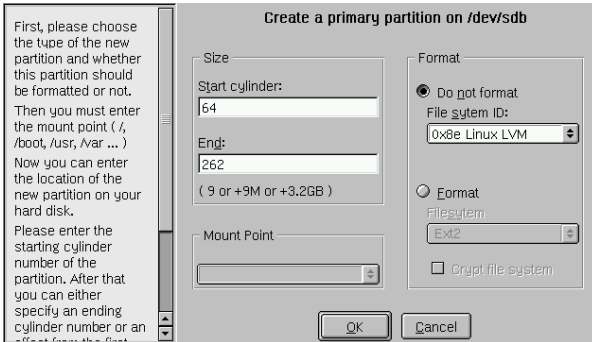 First, please choose
the type of the new
partition and whether
this partition should
be formatted or not.
Then you must enter
the mount point ( /,
/boot, /usr, /var ... )
Now you can enter
the location of the
new partition on your
hard disk.
Please enter the
starting cylinder
number of the
partition. After that
you can either
specify an ending
cylinder number or an
Create a primary partition on /dev/sdb
Size
Start cylinder:
64
End:
262
( 9 or +9M or +3.2GB )
Mount Point
Format
Do not format
File sytem ID:
0x8e Linux LVM
Format
Filesytem
Ext2
Crypt file system
OK
Cancel